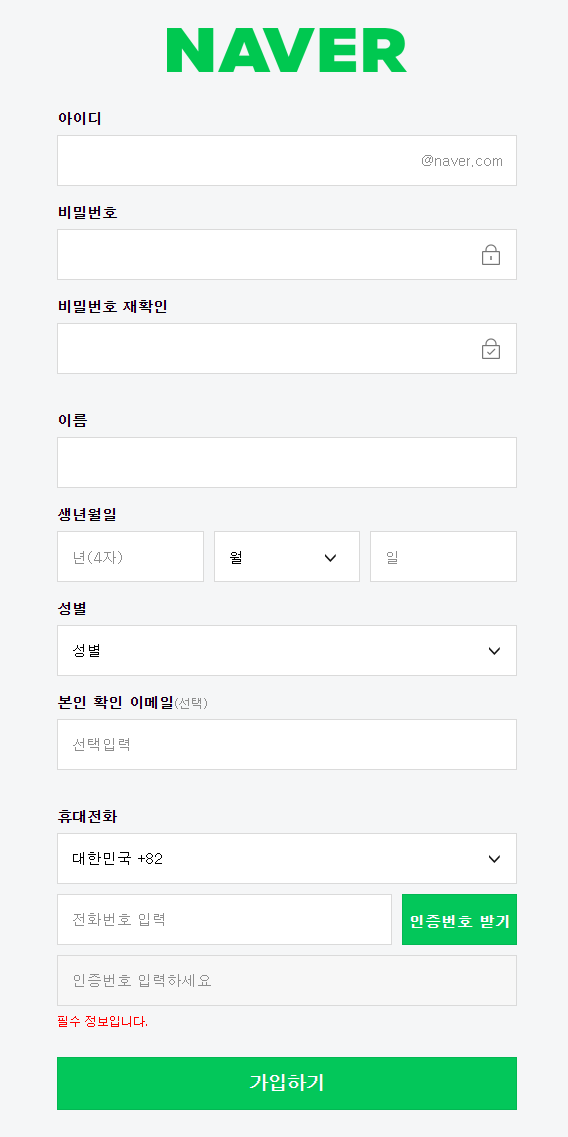 NAVER
아이디
@naver.com
비밀번호
비밀번호 재확인
이름
생년월일
년(4자) 월 일
성별
성별
본인 확인 이메일(선택)
선택입력
휴대전화
대한민국 +82
전화번호 입력 인증번호 받기
인증번호 입력하세요
필수 정보입니다.
가입하기